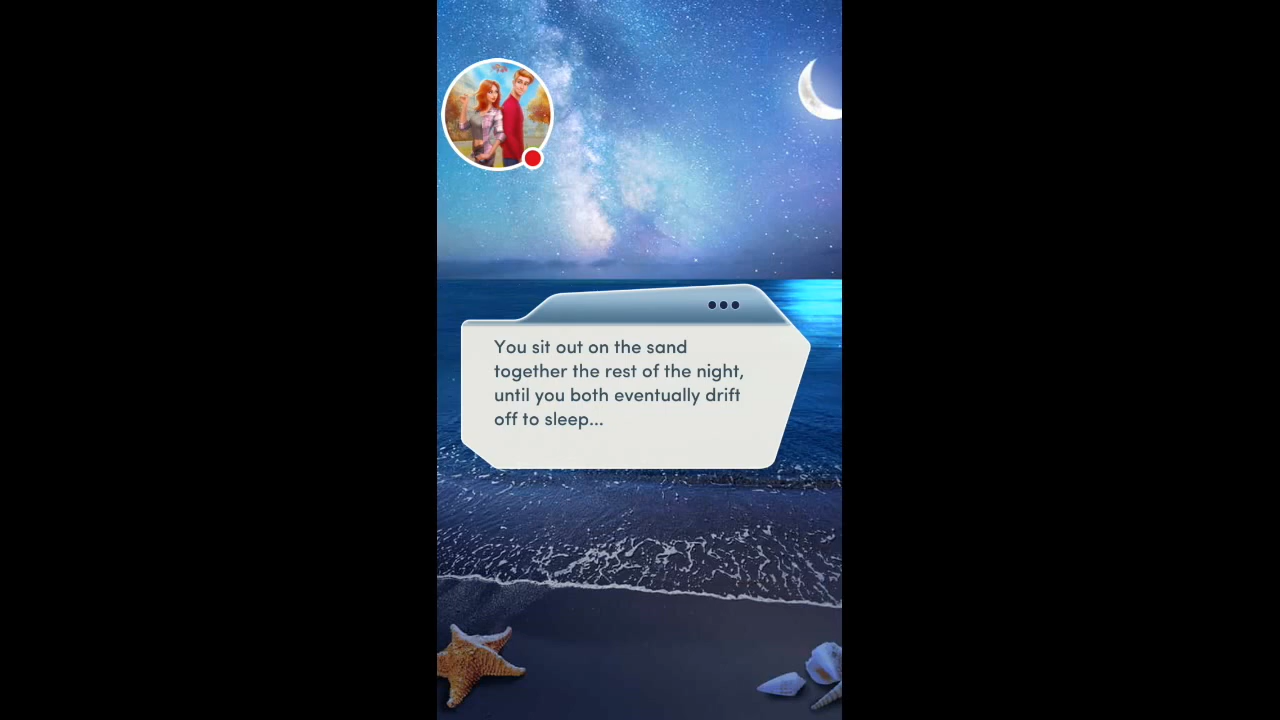 You sit out on the sand
together the rest of the night,
until you both eventually drift
off to sleep...